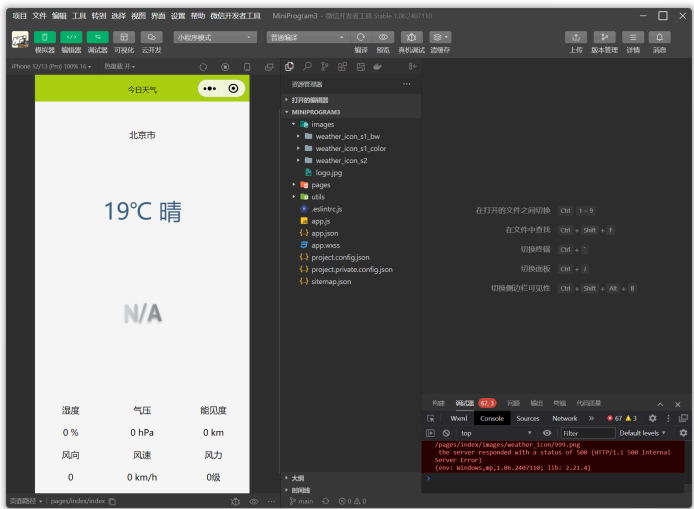 项目 文件 编辑 工具 转到 选择 视图 界面 设置 帮助 微信开发者工具
MiniProgram3 - 微信开发者工具 Stable 1.06.2407110
模拟器 编辑器 调试器 可视化 云开发
小程序模式
普通编译
编译 预览 真机调试 清缓存
上传 版本管理 详情 消息
iPhone 12/13 (Pro) 100% 16
热重载 开
今日天气
北京市
19℃ 晴
N/A
湿度 气压 能见度
0 % 0 hPa 0 km
风向 风速 风力
0 0 km/h 0级
页面路径 pages/index/index
资源管理器
打开的编辑器
MINIPROGRAM3
images
weather_icon_s1_bw
weather_icon_s1_color
weather_icon_s2
logo.jpg
pages
utils
.eslintrc.js
app.js
app.json
app.wxss
project.config.json
project.private.config.json
sitemap.json
大纲
时间线
main
0 0
在打开的文件之间切换 Ctrl 1 ~ 9
在文件中查找 Ctrl + Shift + F
切换终端 Ctrl + `
切换面板 Ctrl + J
切换侧边栏可见性 Ctrl + Shift + Alt + B
构建 调试器 67, 3 问题 输出 终端 代码质量
Wxml Console Sources Network » 67 3
top Filter Default levels
/pages/index/images/weather_icon/999.png
the server responded with a status of 500 (HTTP/1.1 500 Internal
Server Error)
(env: Windows,mp,1.06.2407110; lib: 2.21.4)